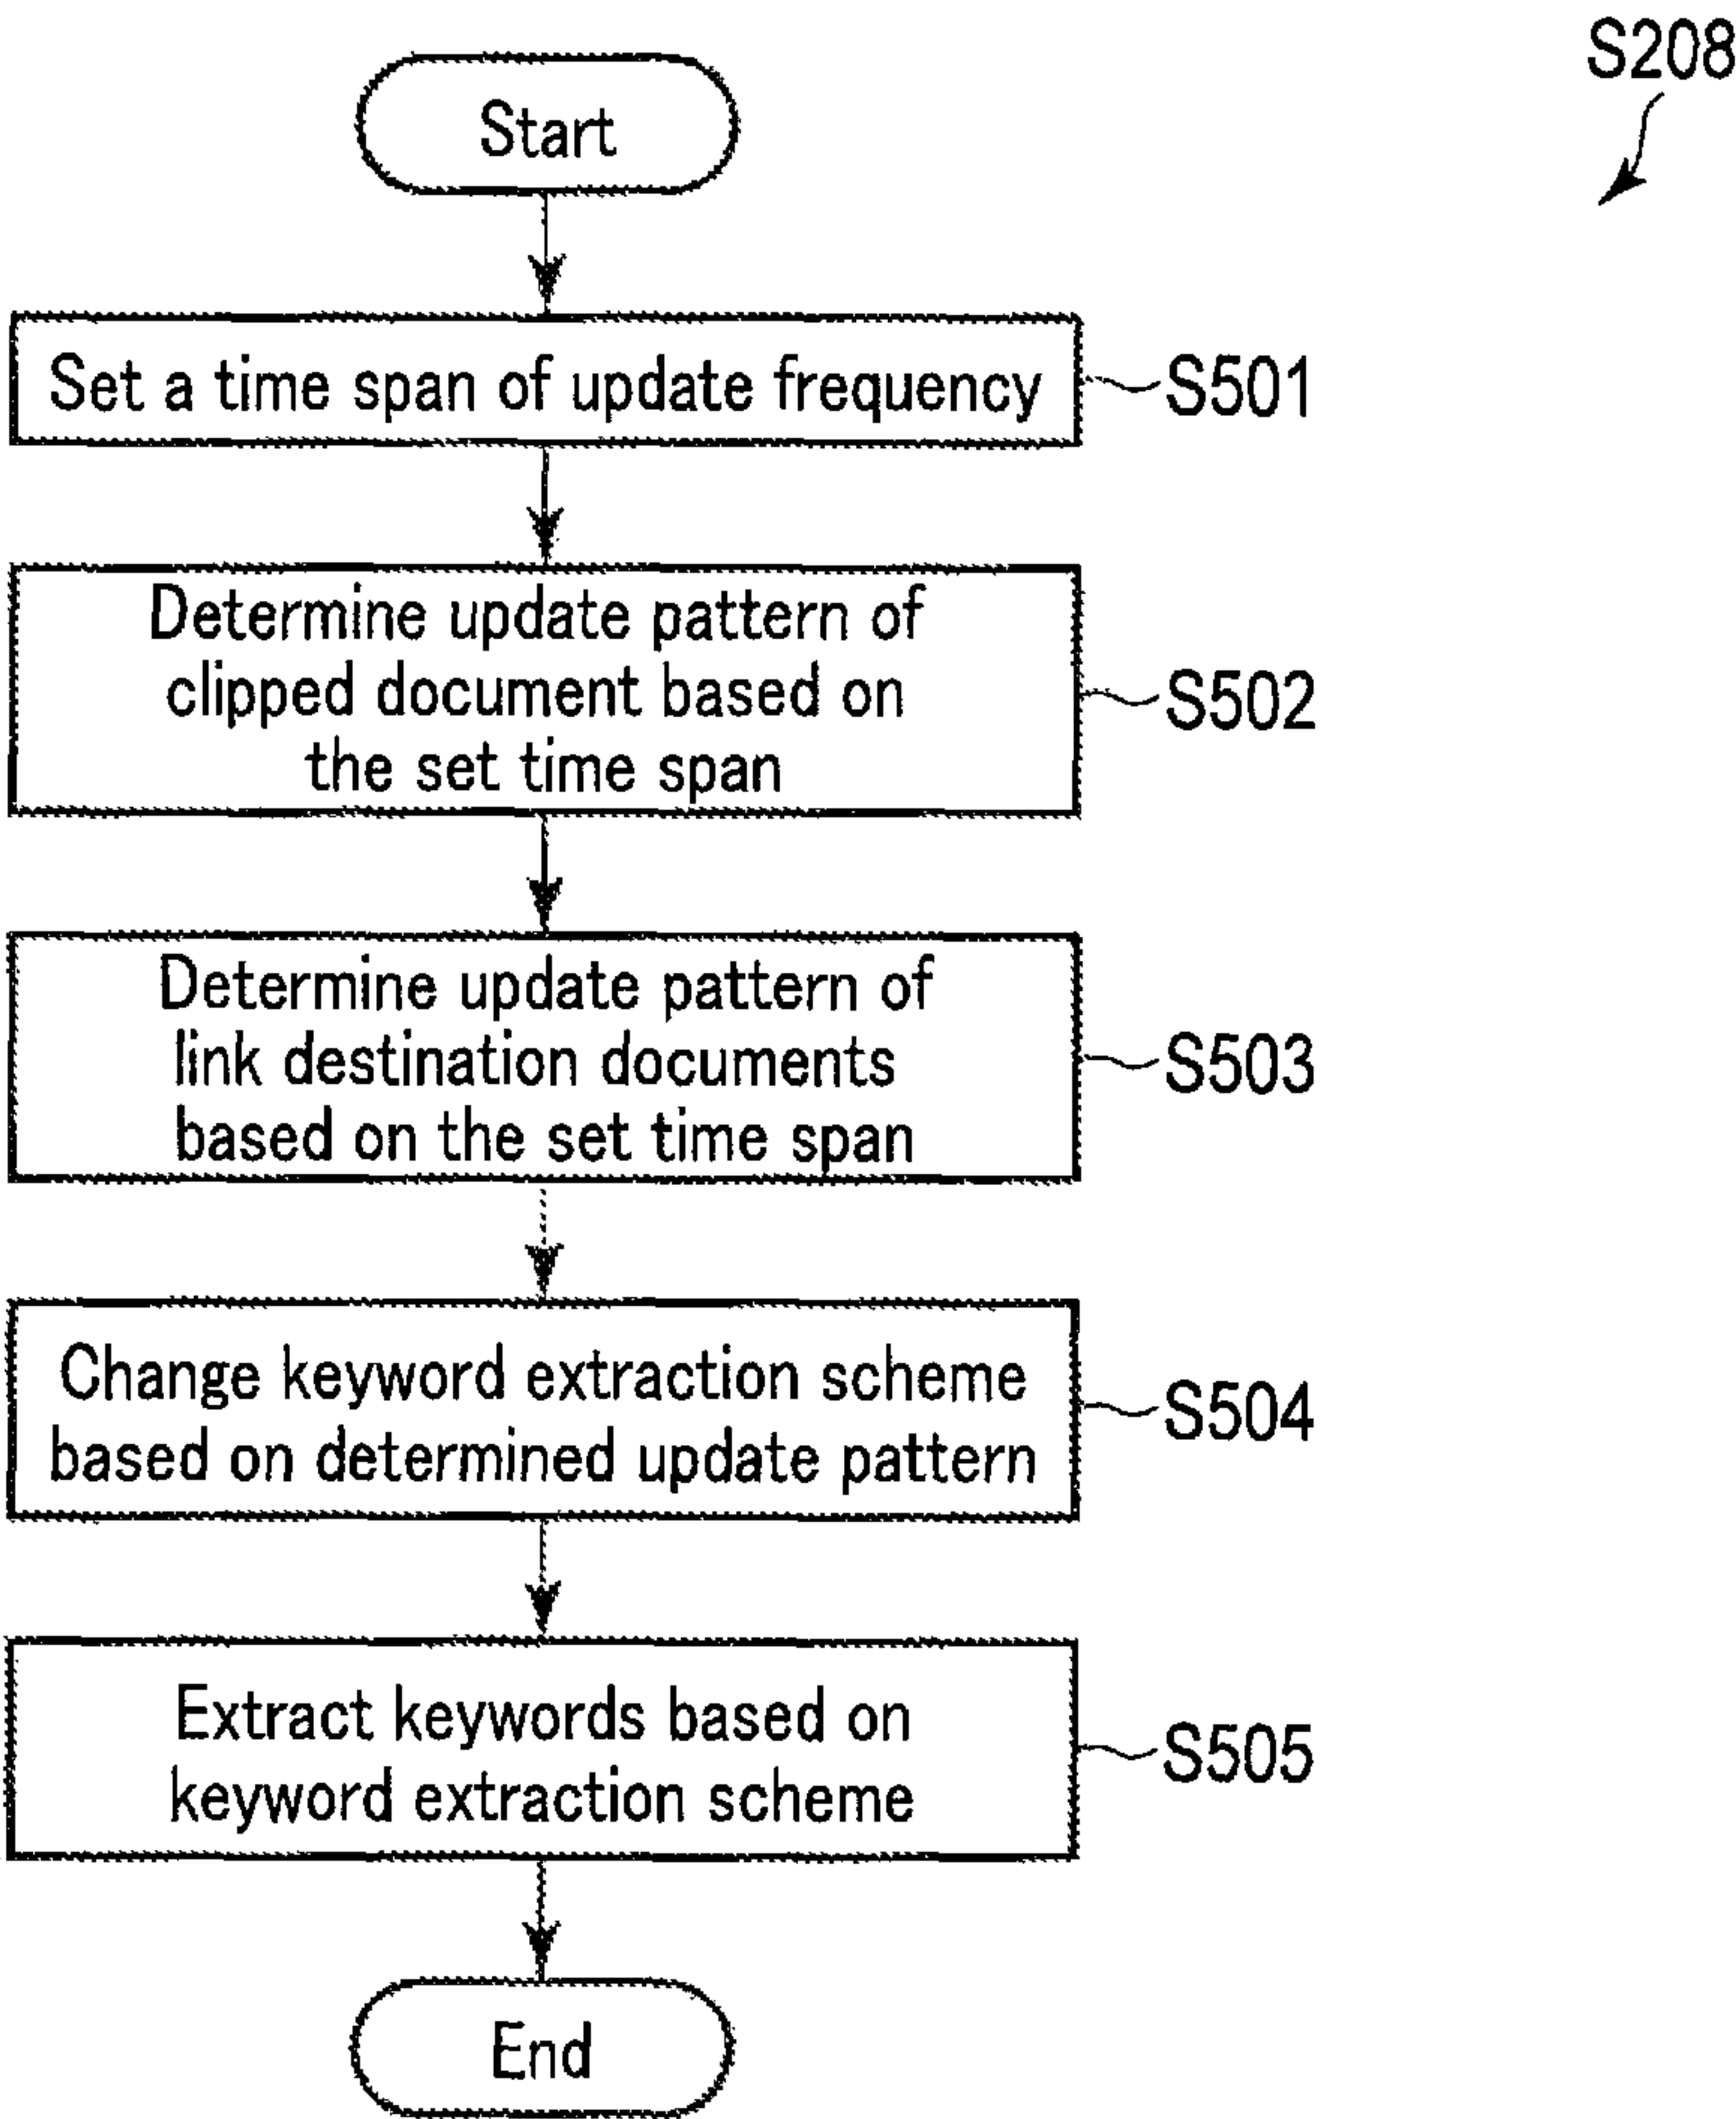 S208
Start
Set a time span of update frequency
S501
Determine update pattern of
clipped document based on
the set time span
S502
Determine update pattern of
link destination documents
based on the set time span
S503
Change keyword extraction scheme
based on determined update pattern
S504
Extract keywords based on
keyword extraction scheme
S505
End